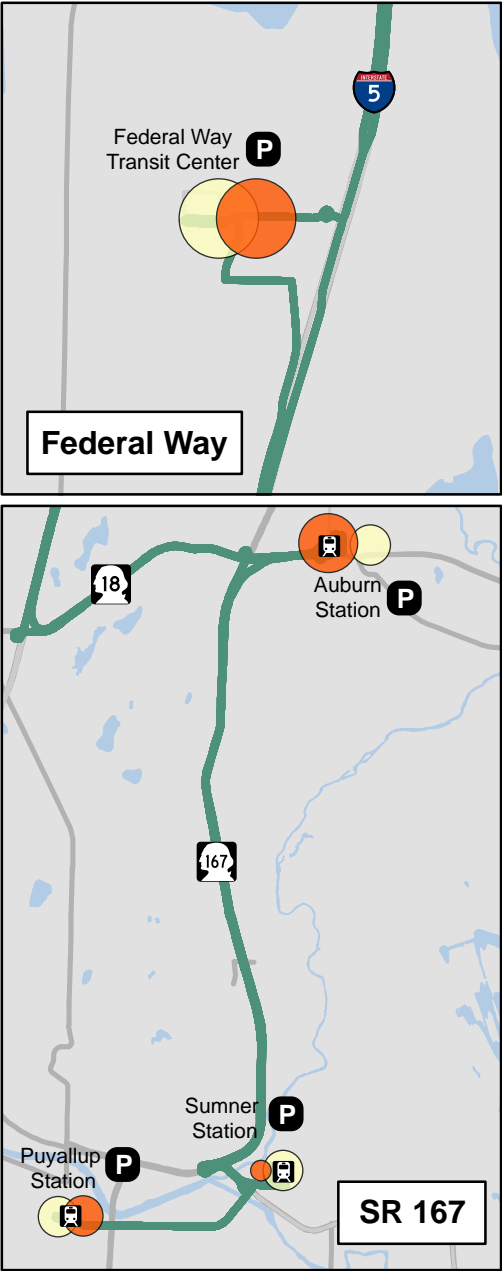 INTERSTATE
5
Federal Way
Transit Center
P
Federal Way
18
Auburn
Station
P
167
Sumner
Station
P
Puyallup
Station
P
SR 167